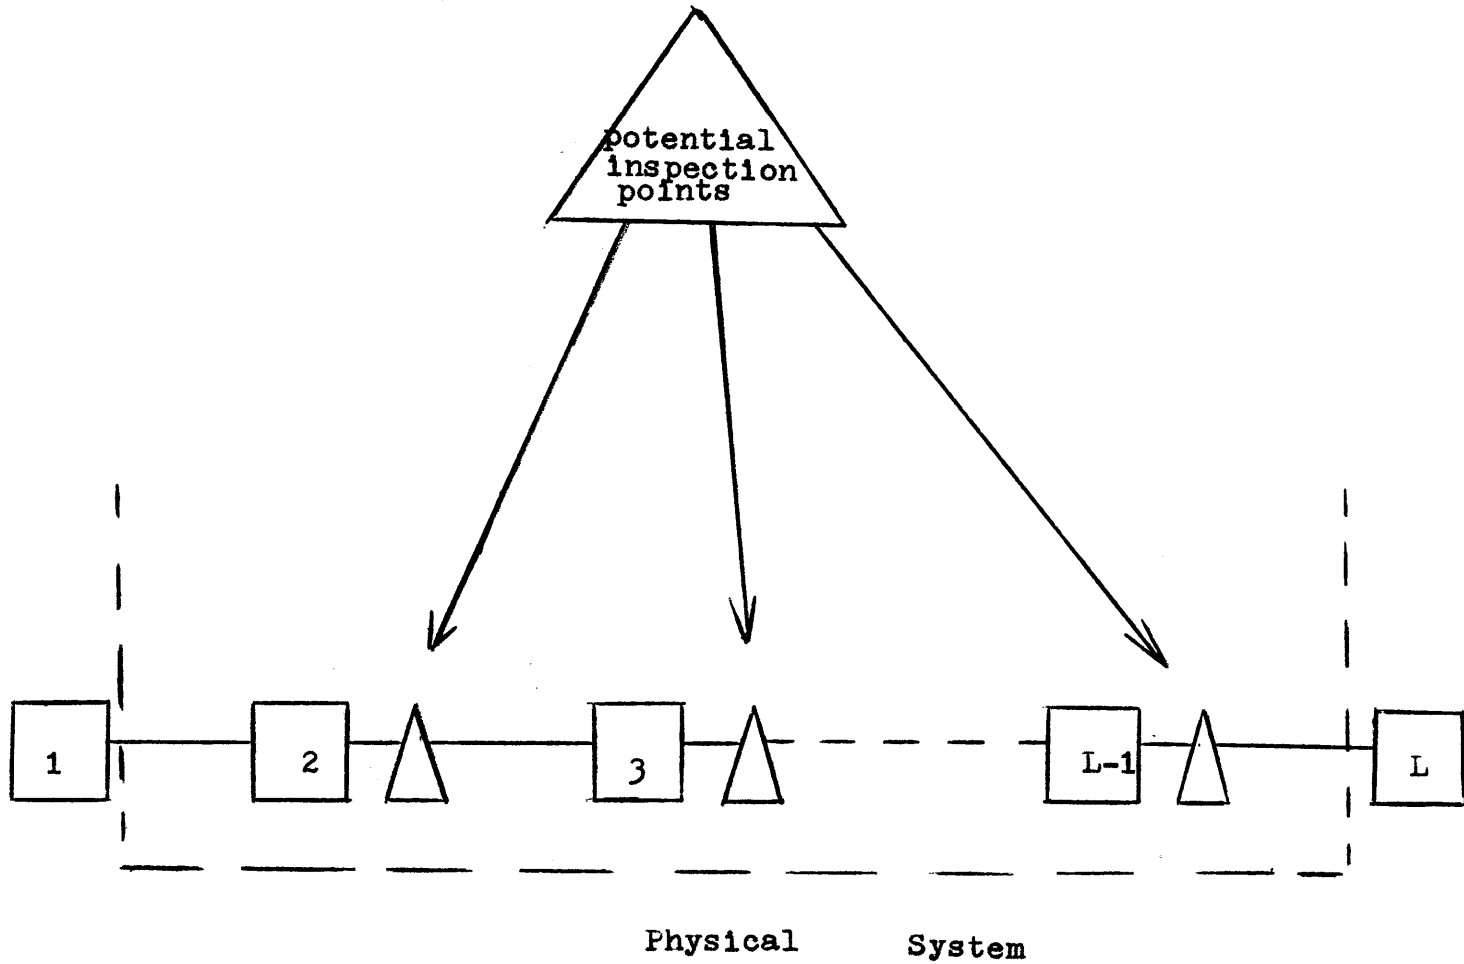 potential
inspection
points
1 2 3 L-1 L
Physical System